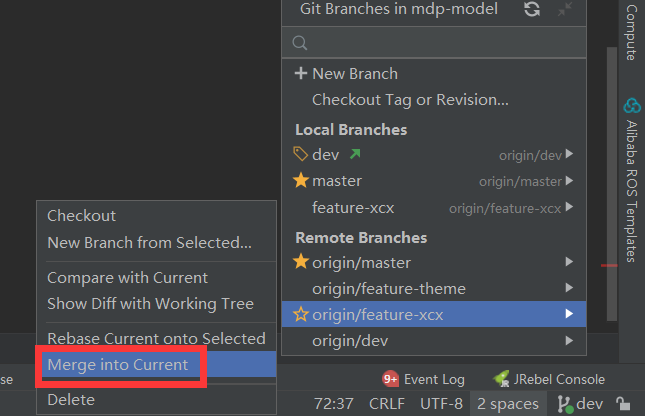 Git Branches in mdp-model
New Branch
Checkout Tag or Revision...
Local Branches
dev origin/dev
master origin/master
feature-xcx origin/feature-xcx
Remote Branches
origin/master
origin/feature-theme
origin/feature-xcx
origin/dev
Checkout
New Branch from Selected...
Compare with Current
Show Diff with Working Tree
Rebase Current onto Selected
Merge into Current
Delete
Compute
Alibaba ROS Templates
se
9+ Event Log
JR JRebel Console
72:37 CRLF UTF-8 2 spaces dev